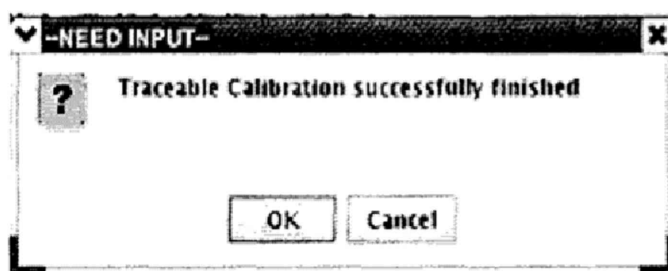 -NEED INPUT-
? Traceable Calibration successfully finished
OK Cancel